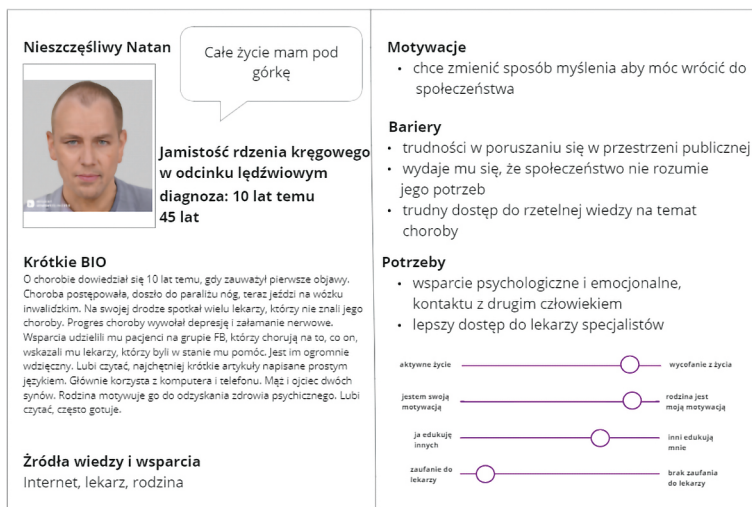 Nieszczęśliwy Natan
Całe życie mam pod
górkę
Jamistość rdzenia kręgowego
w odcinku lędźwiowym
diagnoza: 10 lat temu
45 lat
Krótkie BIO
O chorobie dowiedział się 10 lat temu, gdy zauważył pierwsze objawy.
Choroba postępowała, doszło do paraliżu nóg, teraz jeździ na wózku
inwalidzkim. Na swojej drodze spotkał wielu lekarzy, którzy nie znali jego
choroby. Progres choroby wywołał depresję i załamanie nerwowe.
Wsparcia udzielili mu pacjenci na grupie FB, którzy chorują na to, co on,
wskazali mu lekarzy, którzy byli w stanie mu pomóc. Jest im ogromnie
wdzięczny. Lubi czytać, najchętniej krótkie artykuły napisane prostym
językiem. Głównie korzysta z komputera i telefonu. Mąż i ojciec dwóch
synów. Rodzina motywuje go do odzyskania zdrowia psychicznego. Lubi
czytać, często gotuje.
Źródła wiedzy i wsparcia
Internet, lekarz, rodzina
Motywacje
• chce zmienić sposób myślenia aby móc wrócić do
społeczeństwa
Bariery
• trudności w poruszaniu się w przestrzeni publicznej
• wydaje mu się, że społeczeństwo nie rozumie
jego potrzeb
• trudny dostęp do rzetelnej wiedzy na temat
choroby
Potrzeby
• wsparcie psychologiczne i emocjonalne,
kontaktu z drugim człowiekiem
• lepszy dostęp do lekarzy specjalistów
aktywne życie
wycofanie z życia
jestem swoją
motywacją
rodzina jest
moją motywacją
ja edukuję
innych
inni edukują
mnie
zaufanie do
lekarzy
brak zaufania
do lekarzy